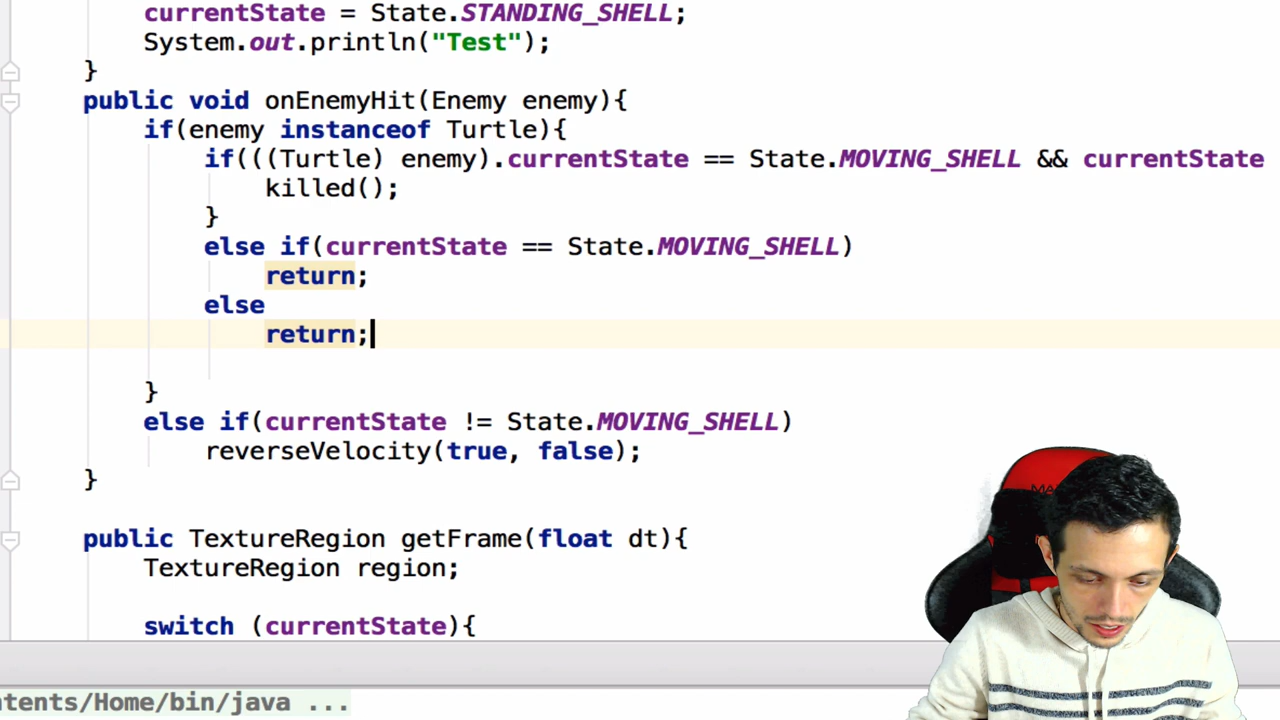 currentState = State.STANDING_SHELL;
System.out.println("Test");
}
public void onEnemyHit(Enemy enemy){
if(enemy instanceof Turtle){
if(((Turtle) enemy).currentState == State.MOVING_SHELL && currentState
killed();
}
else if(currentState == State.MOVING_SHELL)
return;
else
return;
}
else if(currentState != State.MOVING_SHELL)
reverseVelocity(true, false);
}
public TextureRegion getFrame(float dt){
TextureRegion region;
switch (currentState){
ntents/Home/bin/java ...